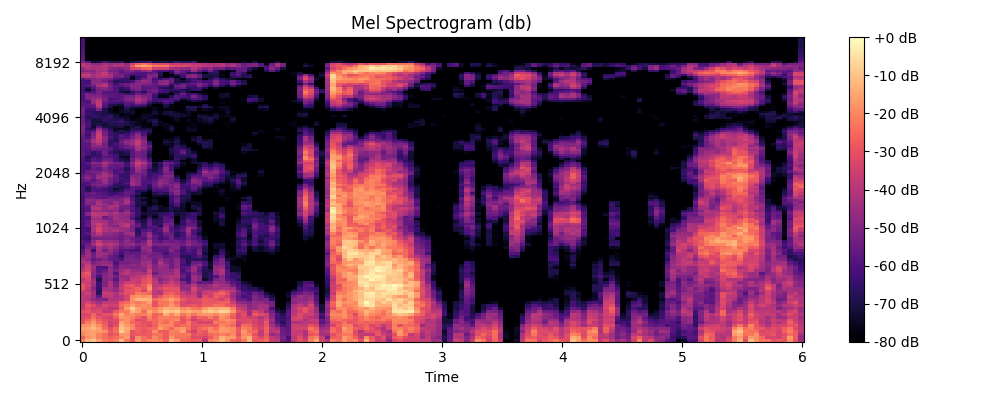 Mel Spectrogram (db)
Hz
8192
4096
2048
1024
512
0
0 1 2 3 4 5 6
Time
+0 dB
-10 dB
-20 dB
-30 dB
-40 dB
-50 dB
-60 dB
-70 dB
-80 dB